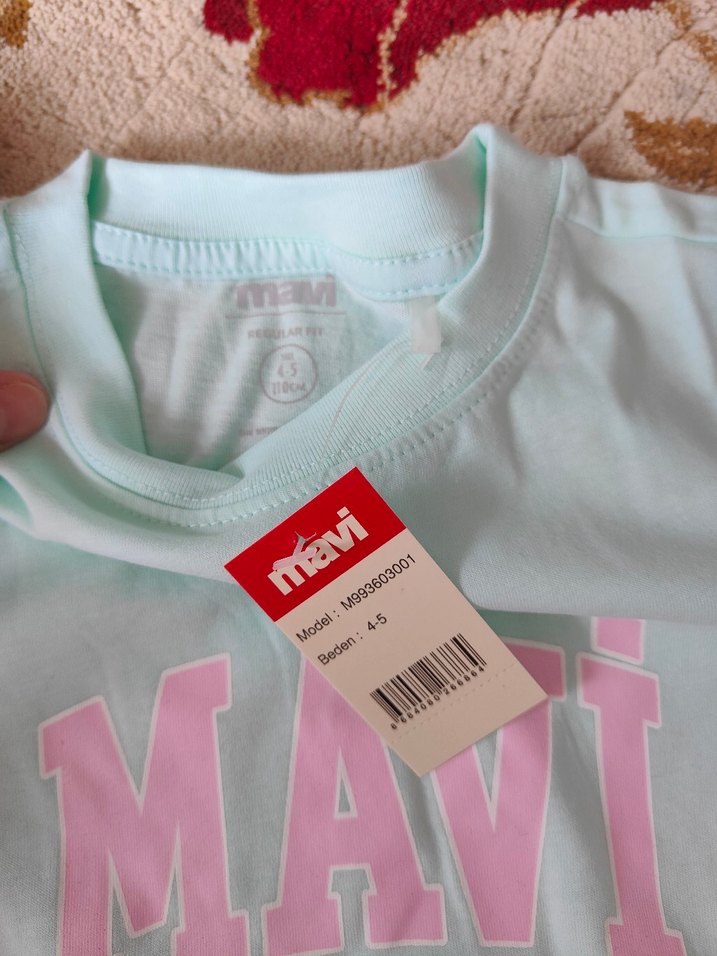 mavi
REGULAR FIT
4-5
110CM
mavi
Model : M993603001
Beden : 4-5
MAVİ